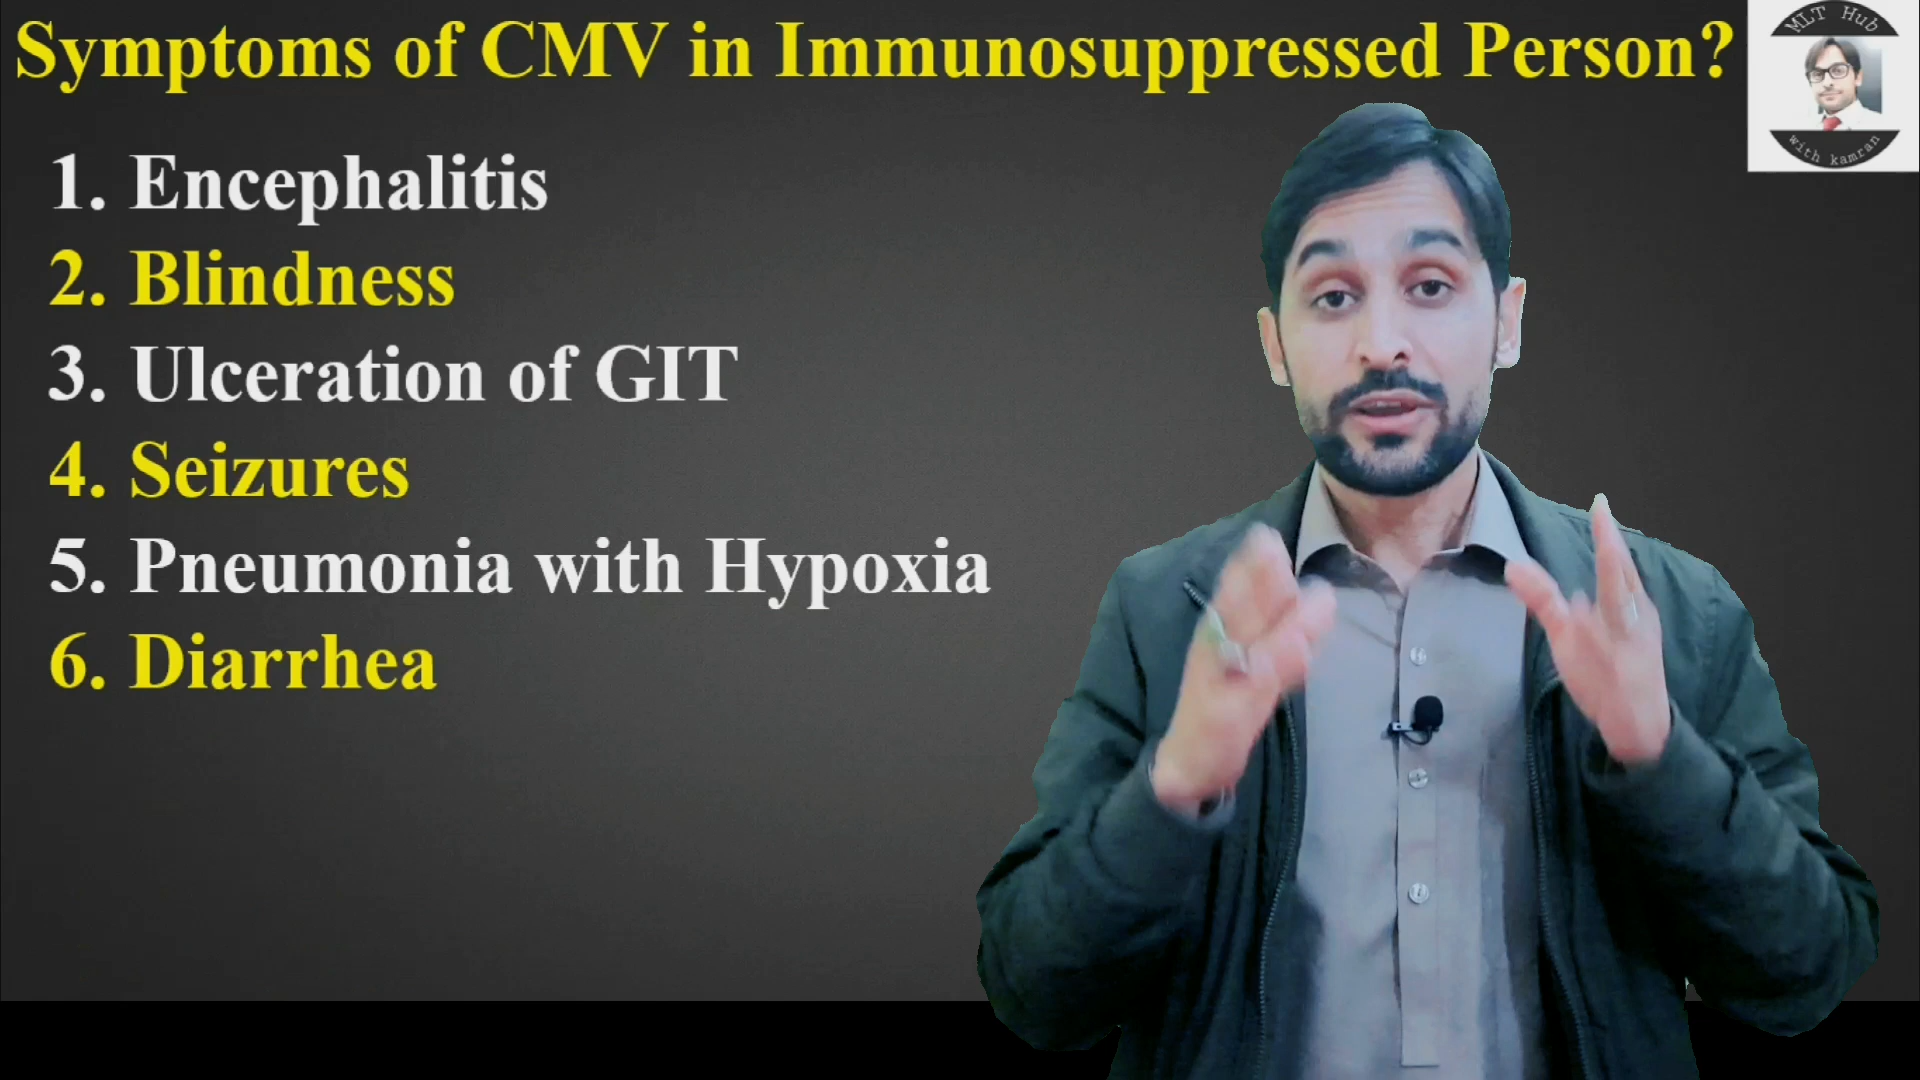 Symptoms of CMV in Immunosuppressed Person?
MLT Hub
with kamran
1. Encephalitis
2. Blindness
3. Ulceration of GIT
4. Seizures
5. Pneumonia with Hypoxia
6. Diarrhea